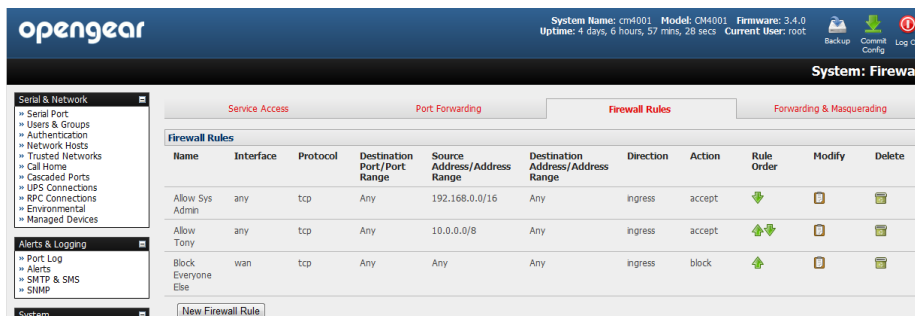 opengear
System Name: cm4001 Model: CM4001 Firmware: 3.4.0
Uptime: 4 days, 6 hours, 57 mins, 28 secs Current User: root
Backup
Commit Config
Log O
System: Firewa
Serial & Network
» Serial Port
» Users & Groups
» Authentication
» Network Hosts
» Trusted Networks
» Call Home
» Cascaded Ports
» UPS Connections
» RPC Connections
» Environmental
» Managed Devices
Alerts & Logging
» Port Log
» Alerts
» SMTP & SMS
» SNMP
System
Service Access Port Forwarding Firewall Rules Forwarding & Masquerading
Firewall Rules
Name Interface Protocol Destination Port/Port Range Source Address/Address Range Destination Address/Address Range Direction Action Rule Order Modify Delete
Allow Sys Admin any tcp Any 192.168.0.0/16 Any ingress accept
Allow Tony any tcp Any 10.0.0.0/8 Any ingress accept
Block Everyone Else wan tcp Any Any Any ingress block
New Firewall Rule